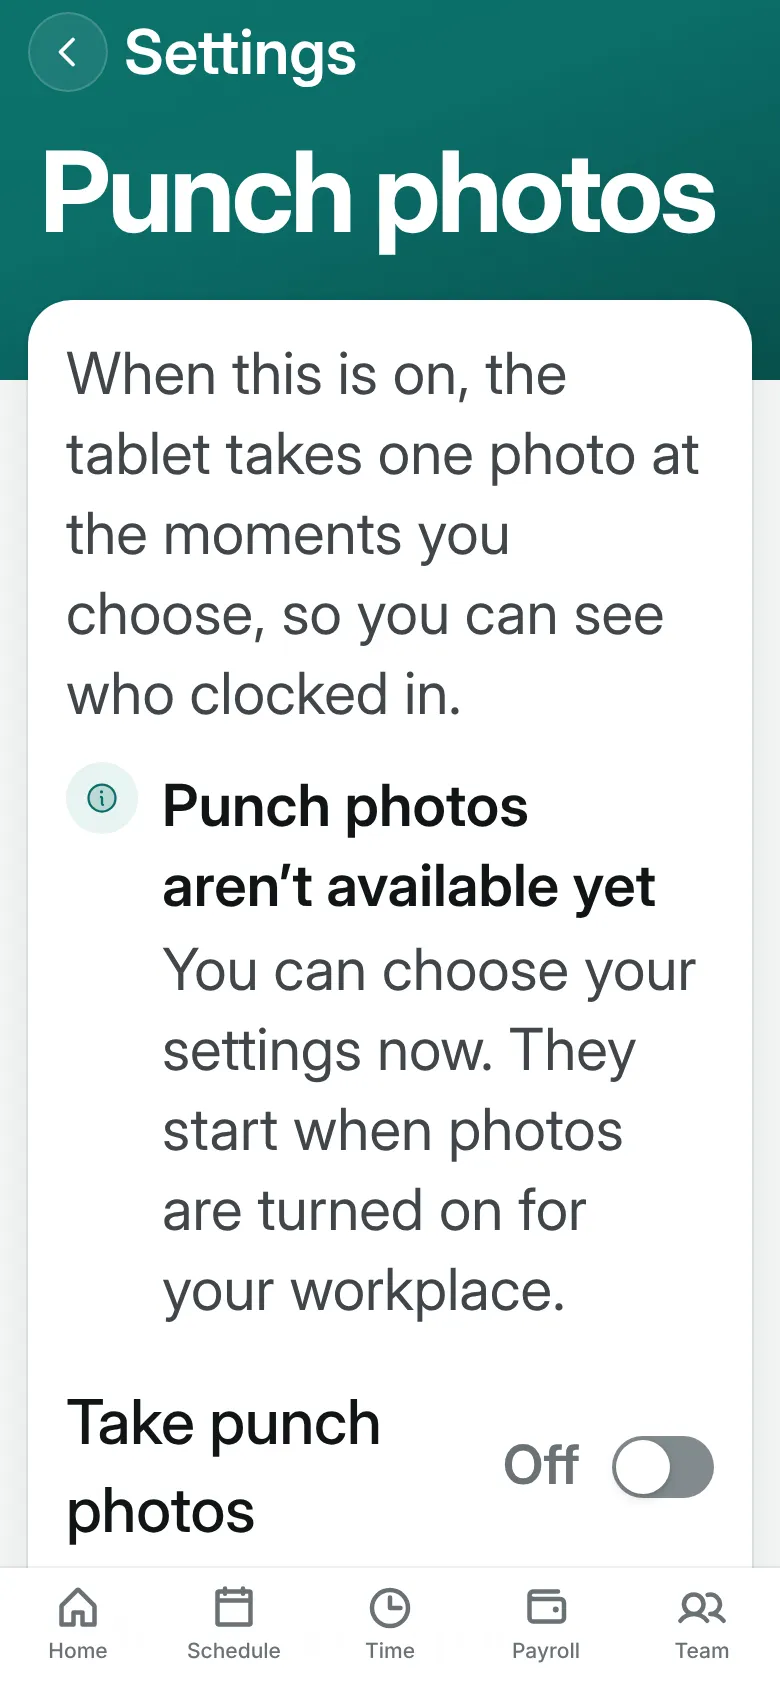 Settings
Punch photos
When this is on, the
tablet takes one photo at
the moments you
choose, so you can see
who clocked in.
Punch photos
aren’t available yet
You can choose your
settings now. They
start when photos
are turned on for
your workplace.
Take punch
photos
Off
Home
Schedule
Time
Payroll
Team